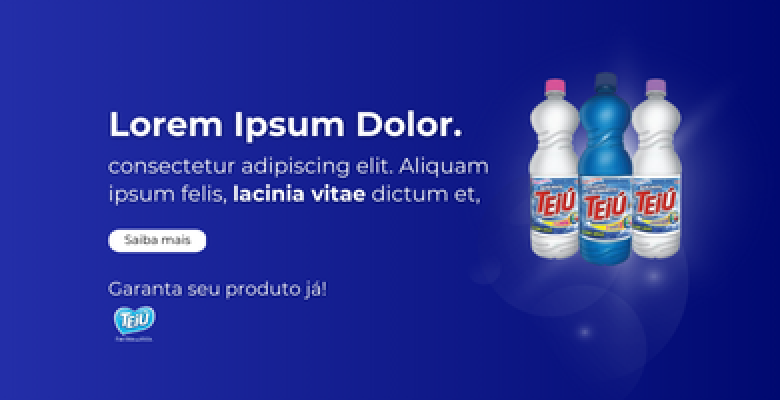 Lorem Ipsum Dolor.
consectetur adipiscing elit. Aliquam
ipsum felis, lacinia vitae dictum et,
Saiba mais
Garanta seu produto já!
TEIÚ
TEIÚ
TEIÚ
TEIÚ